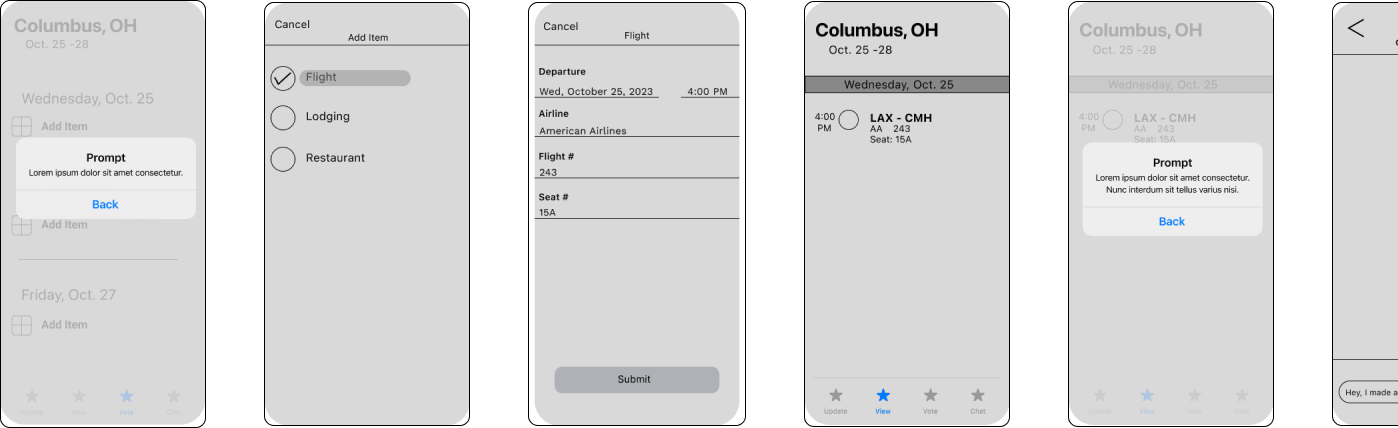 Columbus, OH
Oct. 25 -28
Wednesday, Oct. 25
Add Item
Prompt
Lorem ipsum dolor sit amet consectetur.
Back
Add Item
Friday, Oct. 27
Add Item
Update View Vote Chat
Cancel
Add Item
Flight
Lodging
Restaurant
Cancel
Flight
Departure
Wed, October 25, 2023 4:00 PM
Airline
American Airlines
Flight #
243
Seat #
15A
Submit
Columbus, OH
Oct. 25 -28
Wednesday, Oct. 25
4:00 LAX - CMH
PM AA 243
Seat: 15A
Update View Vote Chat
Columbus, OH
Oct. 25 -28
Wednesday, Oct. 25
4:00 LAX - CMH
PM AA 243
Seat: 15A
Prompt
Lorem ipsum dolor sit amet consectetur.
Nunc interdum sit tellus varius nisi.
Back
Update View Vote Chat
Hey, I made a